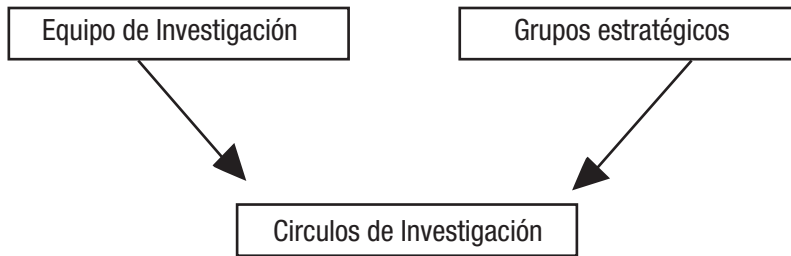 Equipo de Investigación
Grupos estratégicos
Circulos de Investigación